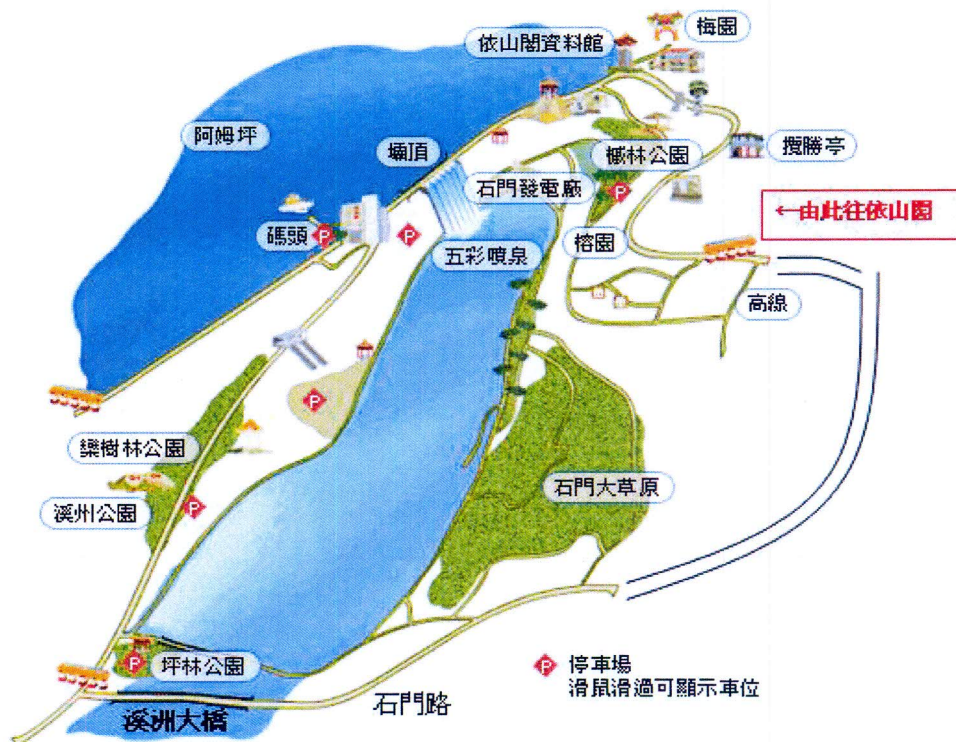 梅園
依山閣資料館
阿姆坪
壩頂
槭林公園
攬勝亭
石門發電廠
←由此往依山閣
碼頭
P
P
P
榕園
五彩噴泉
高線
P
欒樹林公園
石門大草原
溪州公園
P
坪林公園
P
P
停車場
滑鼠滑過可顯示車位
石門路
溪洲大橋